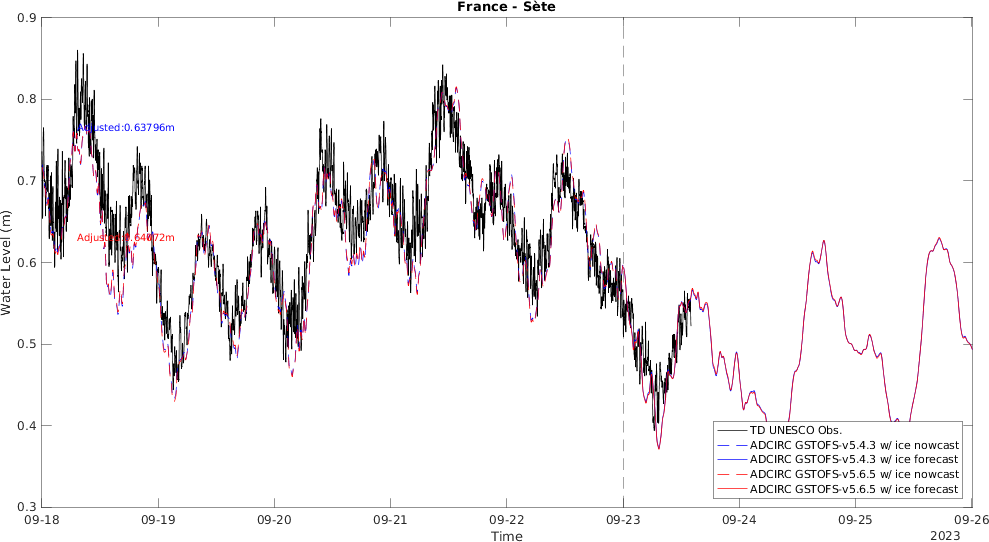 France - Sète
Water Level (m)
0.9
0.8
0.7
0.6
0.5
0.4
0.3
Adjusted:0.63796m
TD UNESCO Obs.
ADCIRC GSTOFS-v5.4.3 w/ ice nowcast
ADCIRC GSTOFS-v5.4.3 w/ ice forecast
ADCIRC GSTOFS-v5.6.5 w/ ice nowcast
ADCIRC GSTOFS-v5.6.5 w/ ice forecast
09-18 09-19 09-20 09-21 09-22 09-23 09-24 09-25 09-26
Time
2023